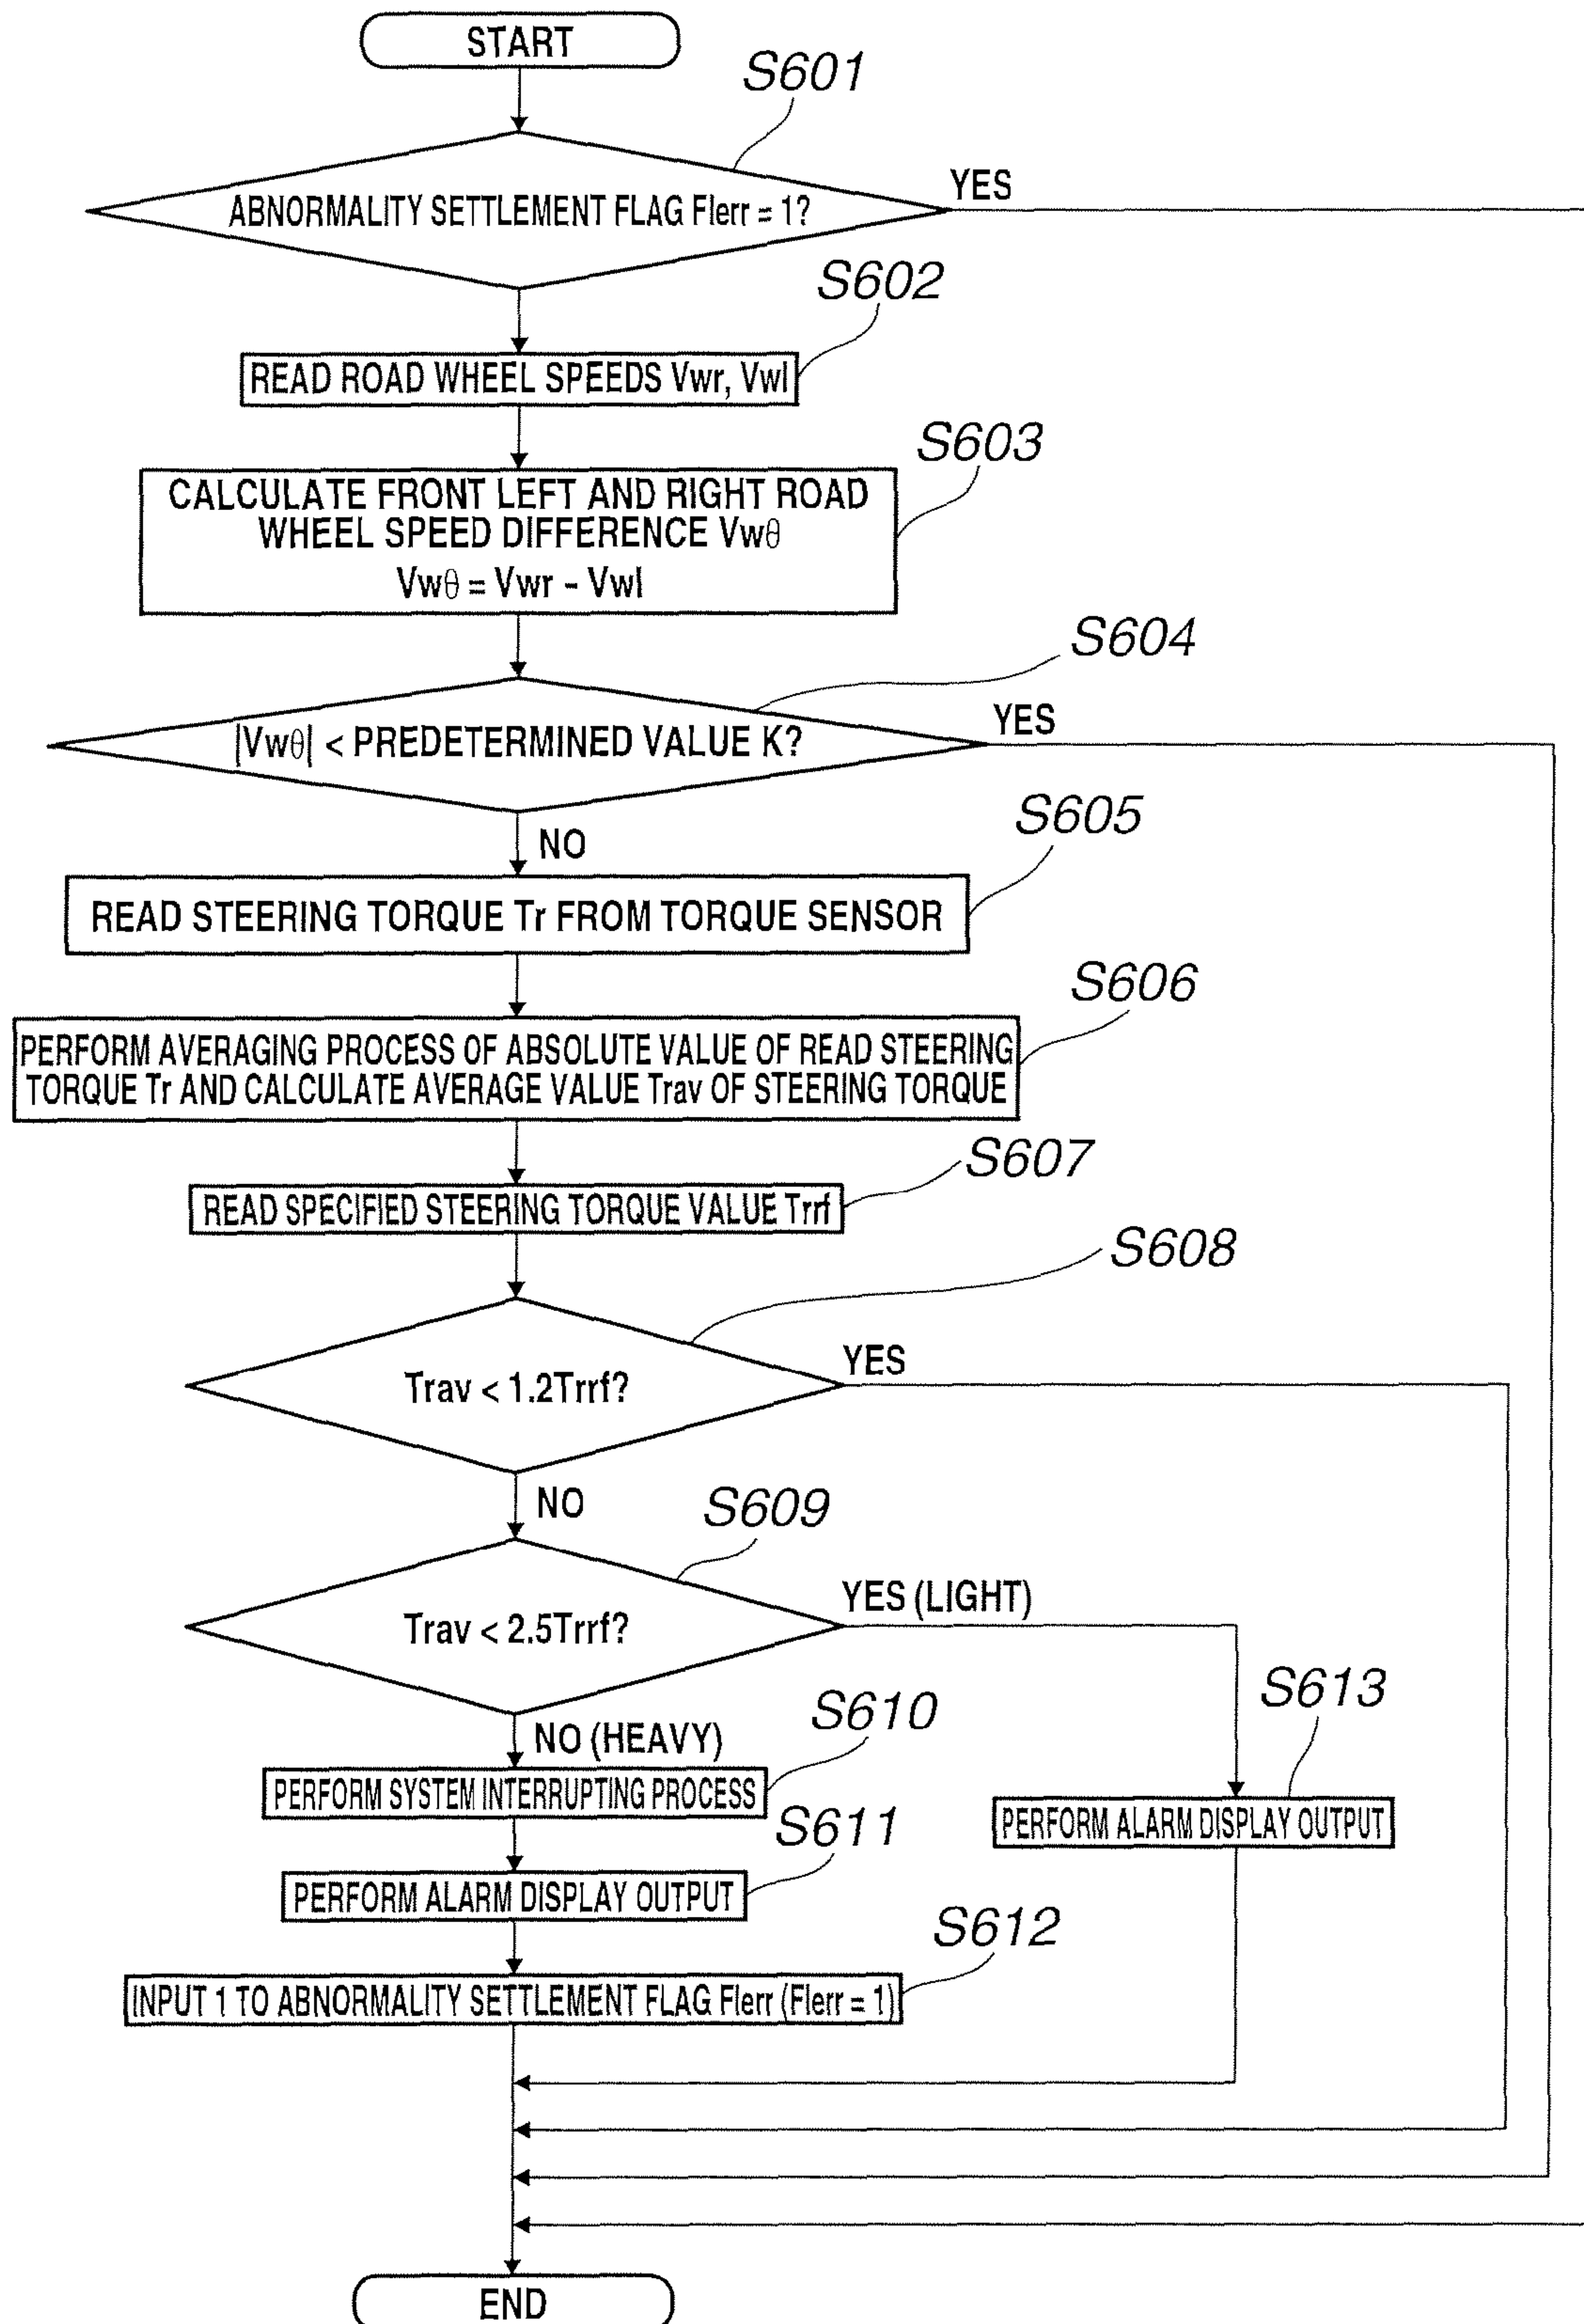 START
S601
ABNORMALITY SETTLEMENT FLAG Flerr = 1?
YES
S602
READ ROAD WHEEL SPEEDS Vwr, Vwl
S603
CALCULATE FRONT LEFT AND RIGHT ROAD
WHEEL SPEED DIFFERENCE Vwθ
Vwθ = Vwr - Vwl
S604
|Vwθ| < PREDETERMINED VALUE K?
YES
NO
S605
READ STEERING TORQUE Tr FROM TORQUE SENSOR
S606
PERFORM AVERAGING PROCESS OF ABSOLUTE VALUE OF READ STEERING
TORQUE Tr AND CALCULATE AVERAGE VALUE Trav OF STEERING TORQUE
S607
READ SPECIFIED STEERING TORQUE VALUE Trrf
S608
Trav < 1.2Trrf?
YES
NO
S609
Trav < 2.5Trrf?
YES (LIGHT)
NO (HEAVY)
S610
PERFORM SYSTEM INTERRUPTING PROCESS
S613
PERFORM ALARM DISPLAY OUTPUT
S611
PERFORM ALARM DISPLAY OUTPUT
S612
INPUT 1 TO ABNORMALITY SETTLEMENT FLAG Flerr (Flerr = 1)
END